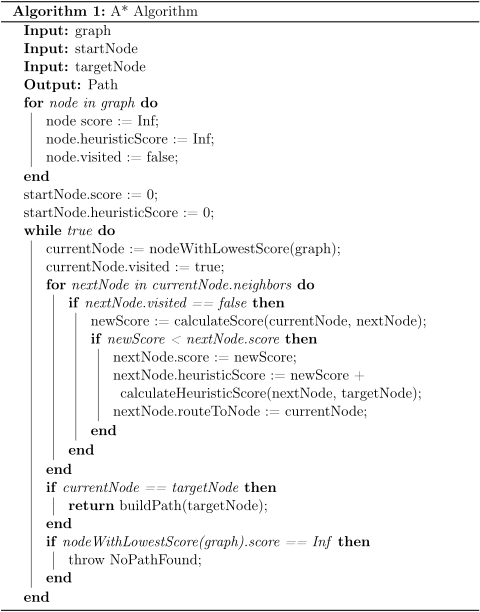 Algorithm 1: A* Algorithm
Input: graph
Input: startNode
Input: targetNode
Output: Path
for node in graph do
node score := Inf;
node.heuristicScore := Inf;
node.visited := false;
end
startNode.score := 0;
startNode.heuristicScore := 0;
while true do
currentNode := nodeWithLowestScore(graph);
currentNode.visited := true;
for nextNode in currentNode.neighbors do
if nextNode.visited == false then
newScore := calculateScore(currentNode, nextNode);
if newScore < nextNode.score then
nextNode.score := newScore;
nextNode.heuristicScore := newScore +
calculateHeuristicScore(nextNode, targetNode);
nextNode.routeToNode := currentNode;
end
end
end
if currentNode == targetNode then
return buildPath(targetNode);
end
if nodeWithLowestScore(graph).score == Inf then
throw NoPathFound;
end
end